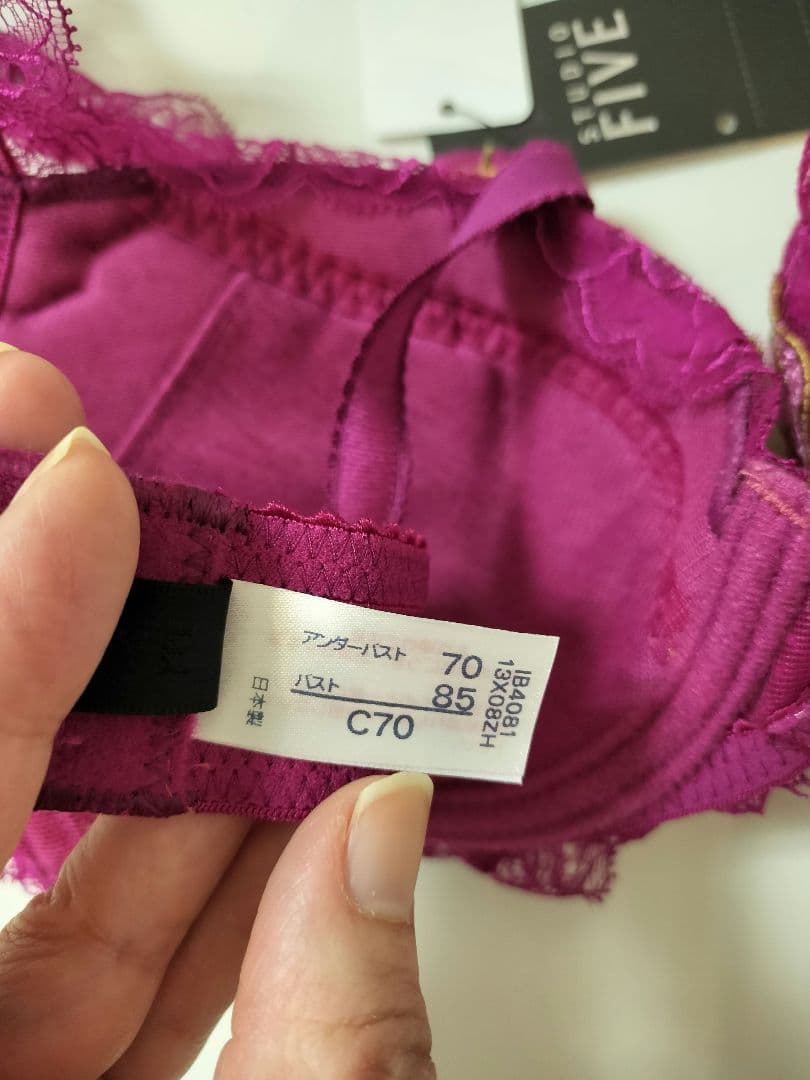 STUDIO
FIVE
アンダーバスト 70
バスト 85
C70
日本製
IB4081
13X08ZH